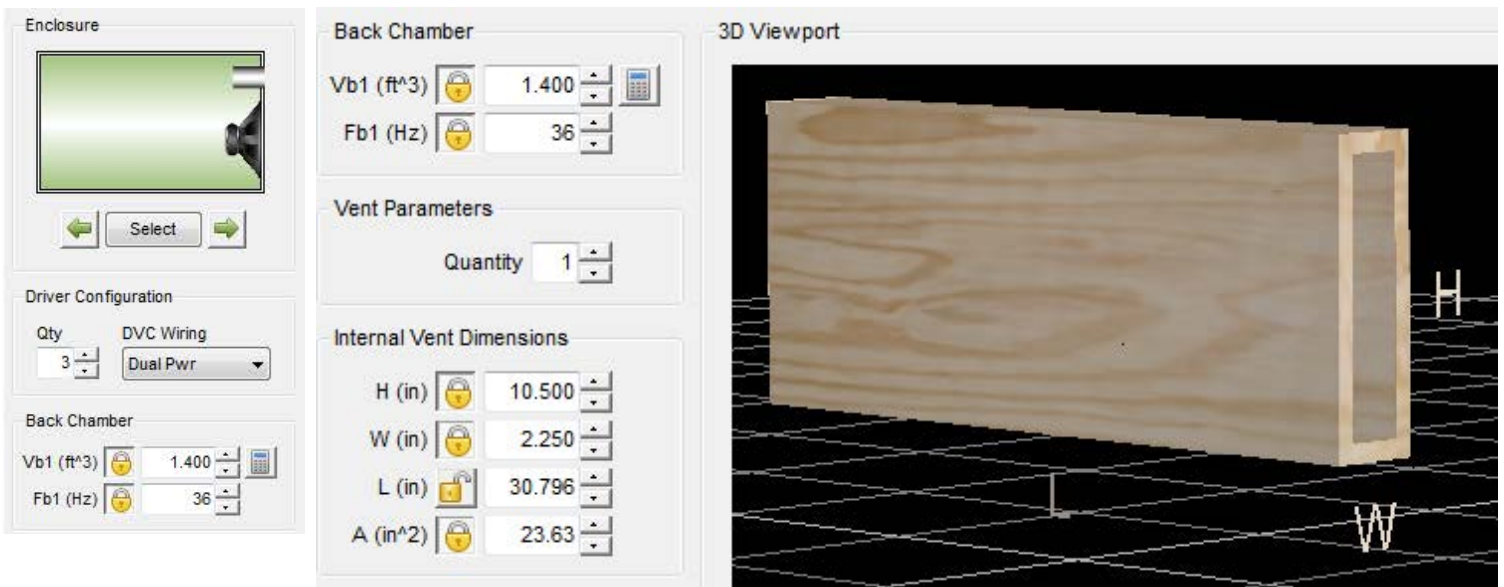 Enclosure
Select
Driver Configuration
Qty DVC Wiring
3 Dual Pwr
Back Chamber
Vb1 (ft^3) 1.400
Fb1 (Hz) 36
Back Chamber
Vb1 (ft^3) 1.400
Fb1 (Hz) 36
Vent Parameters
Quantity 1
Internal Vent Dimensions
H (in) 10.500
W (in) 2.250
L (in) 30.796
A (in^2) 23.63
3D Viewport
H
L
W